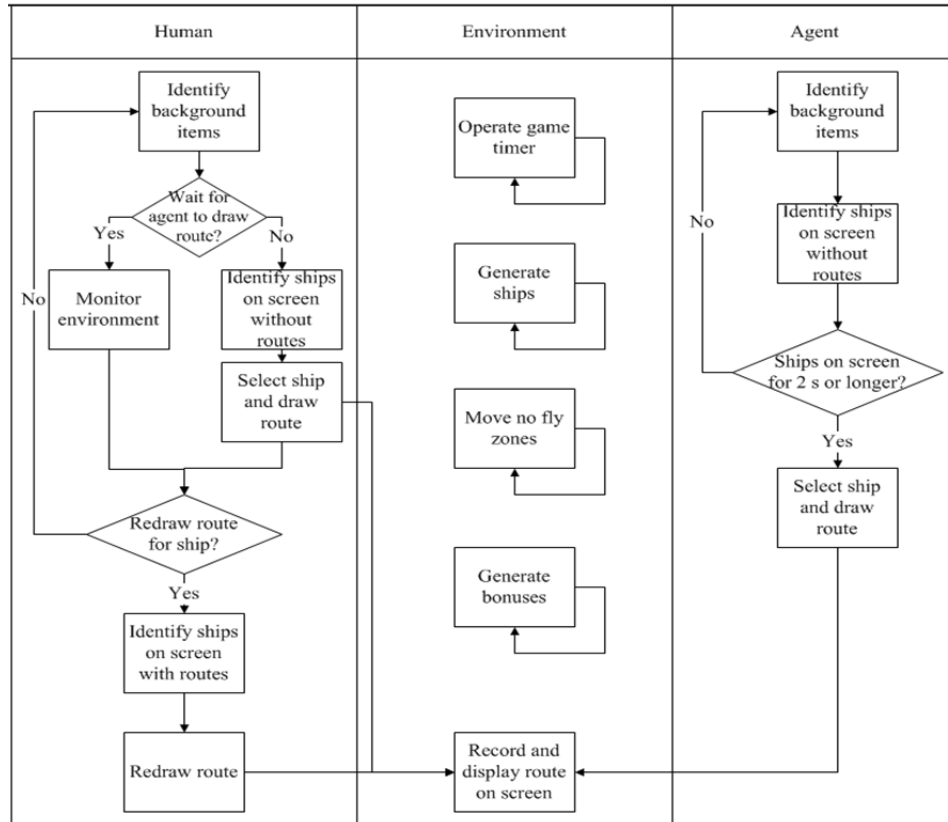 Human
Environment
Agent
Identify
background
items
Wait for
agent to draw
route?
Yes
No
Monitor
environment
Identify ships
on screen
without
routes
Select ship
and draw
route
No
Redraw route
for ship?
Yes
Identify ships
on screen
with routes
Redraw route
Operate game
timer
Generate
ships
Move no fly
zones
Generate
bonuses
Record and
display route
on screen
Identify
background
items
No
Identify ships
on screen
without
routes
Ships on screen
for 2 s or longer?
Yes
Select ship
and draw
route